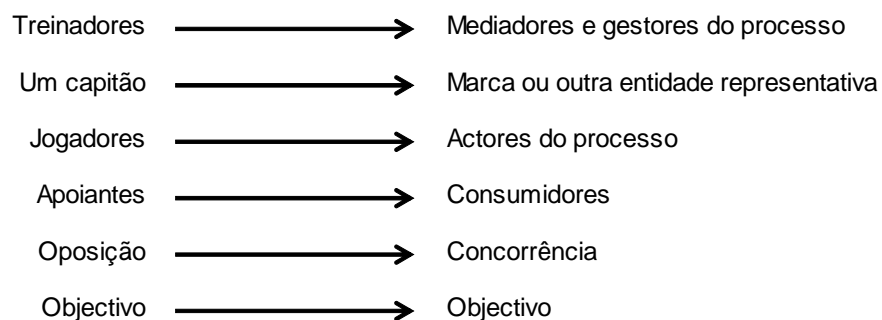 Treinadores Mediadores e gestores do processo
Um capitão Marca ou outra entidade representativa
Jogadores Actores do processo
Apoiantes Consumidores
Oposição Concorrência
Objectivo Objectivo